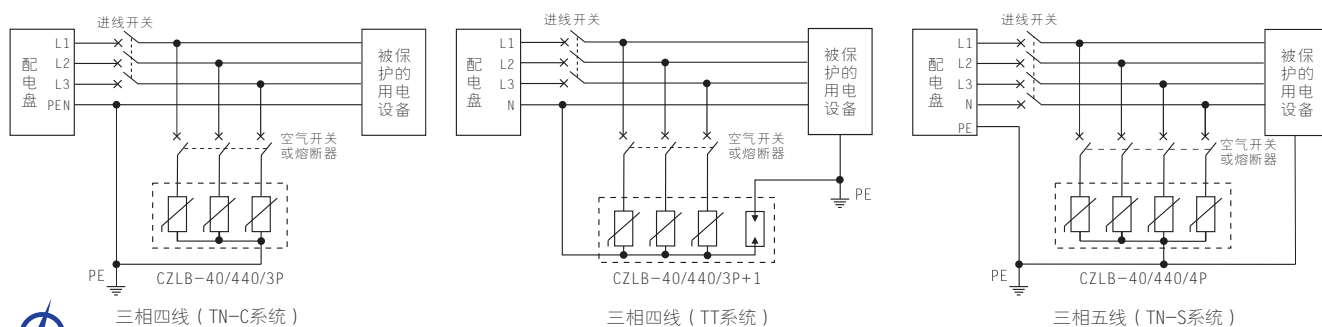 进线开关
配电盘
L1
L2
L3
PEN
被保护的用电设备
空气开关
或熔断器
PE
CZLB-40/440/3P
三相四线（TN-C系统）
进线开关
配电盘
L1
L2
L3
N
被保护的用电设备
空气开关
或熔断器
PE
CZLB-40/440/3P+1
三相四线（TT系统）
进线开关
配电盘
L1
L2
L3
N
PE
被保护的用电设备
空气开关
或熔断器
PE
CZLB-40/440/4P
三相五线（TN-S系统）